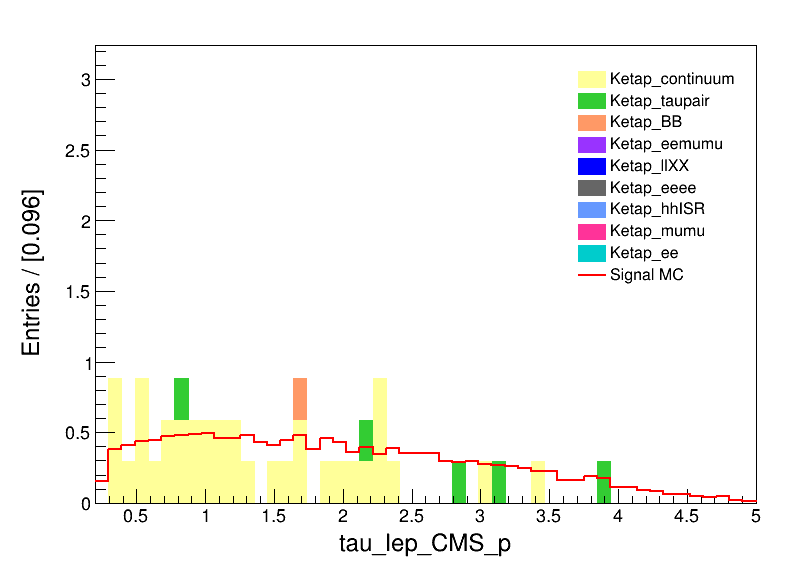 Ketap_continuum
Ketap_taupair
Ketap_BB
Ketap_eemumu
Ketap_llXX
Ketap_eeee
Ketap_hhISR
Ketap_mumu
Ketap_ee
Signal MC
Entries / [0.096]
3
2.5
2
1.5
1
0.5
0
0.5 1 1.5 2 2.5 3 3.5 4 4.5 5
tau_lep_CMS_p